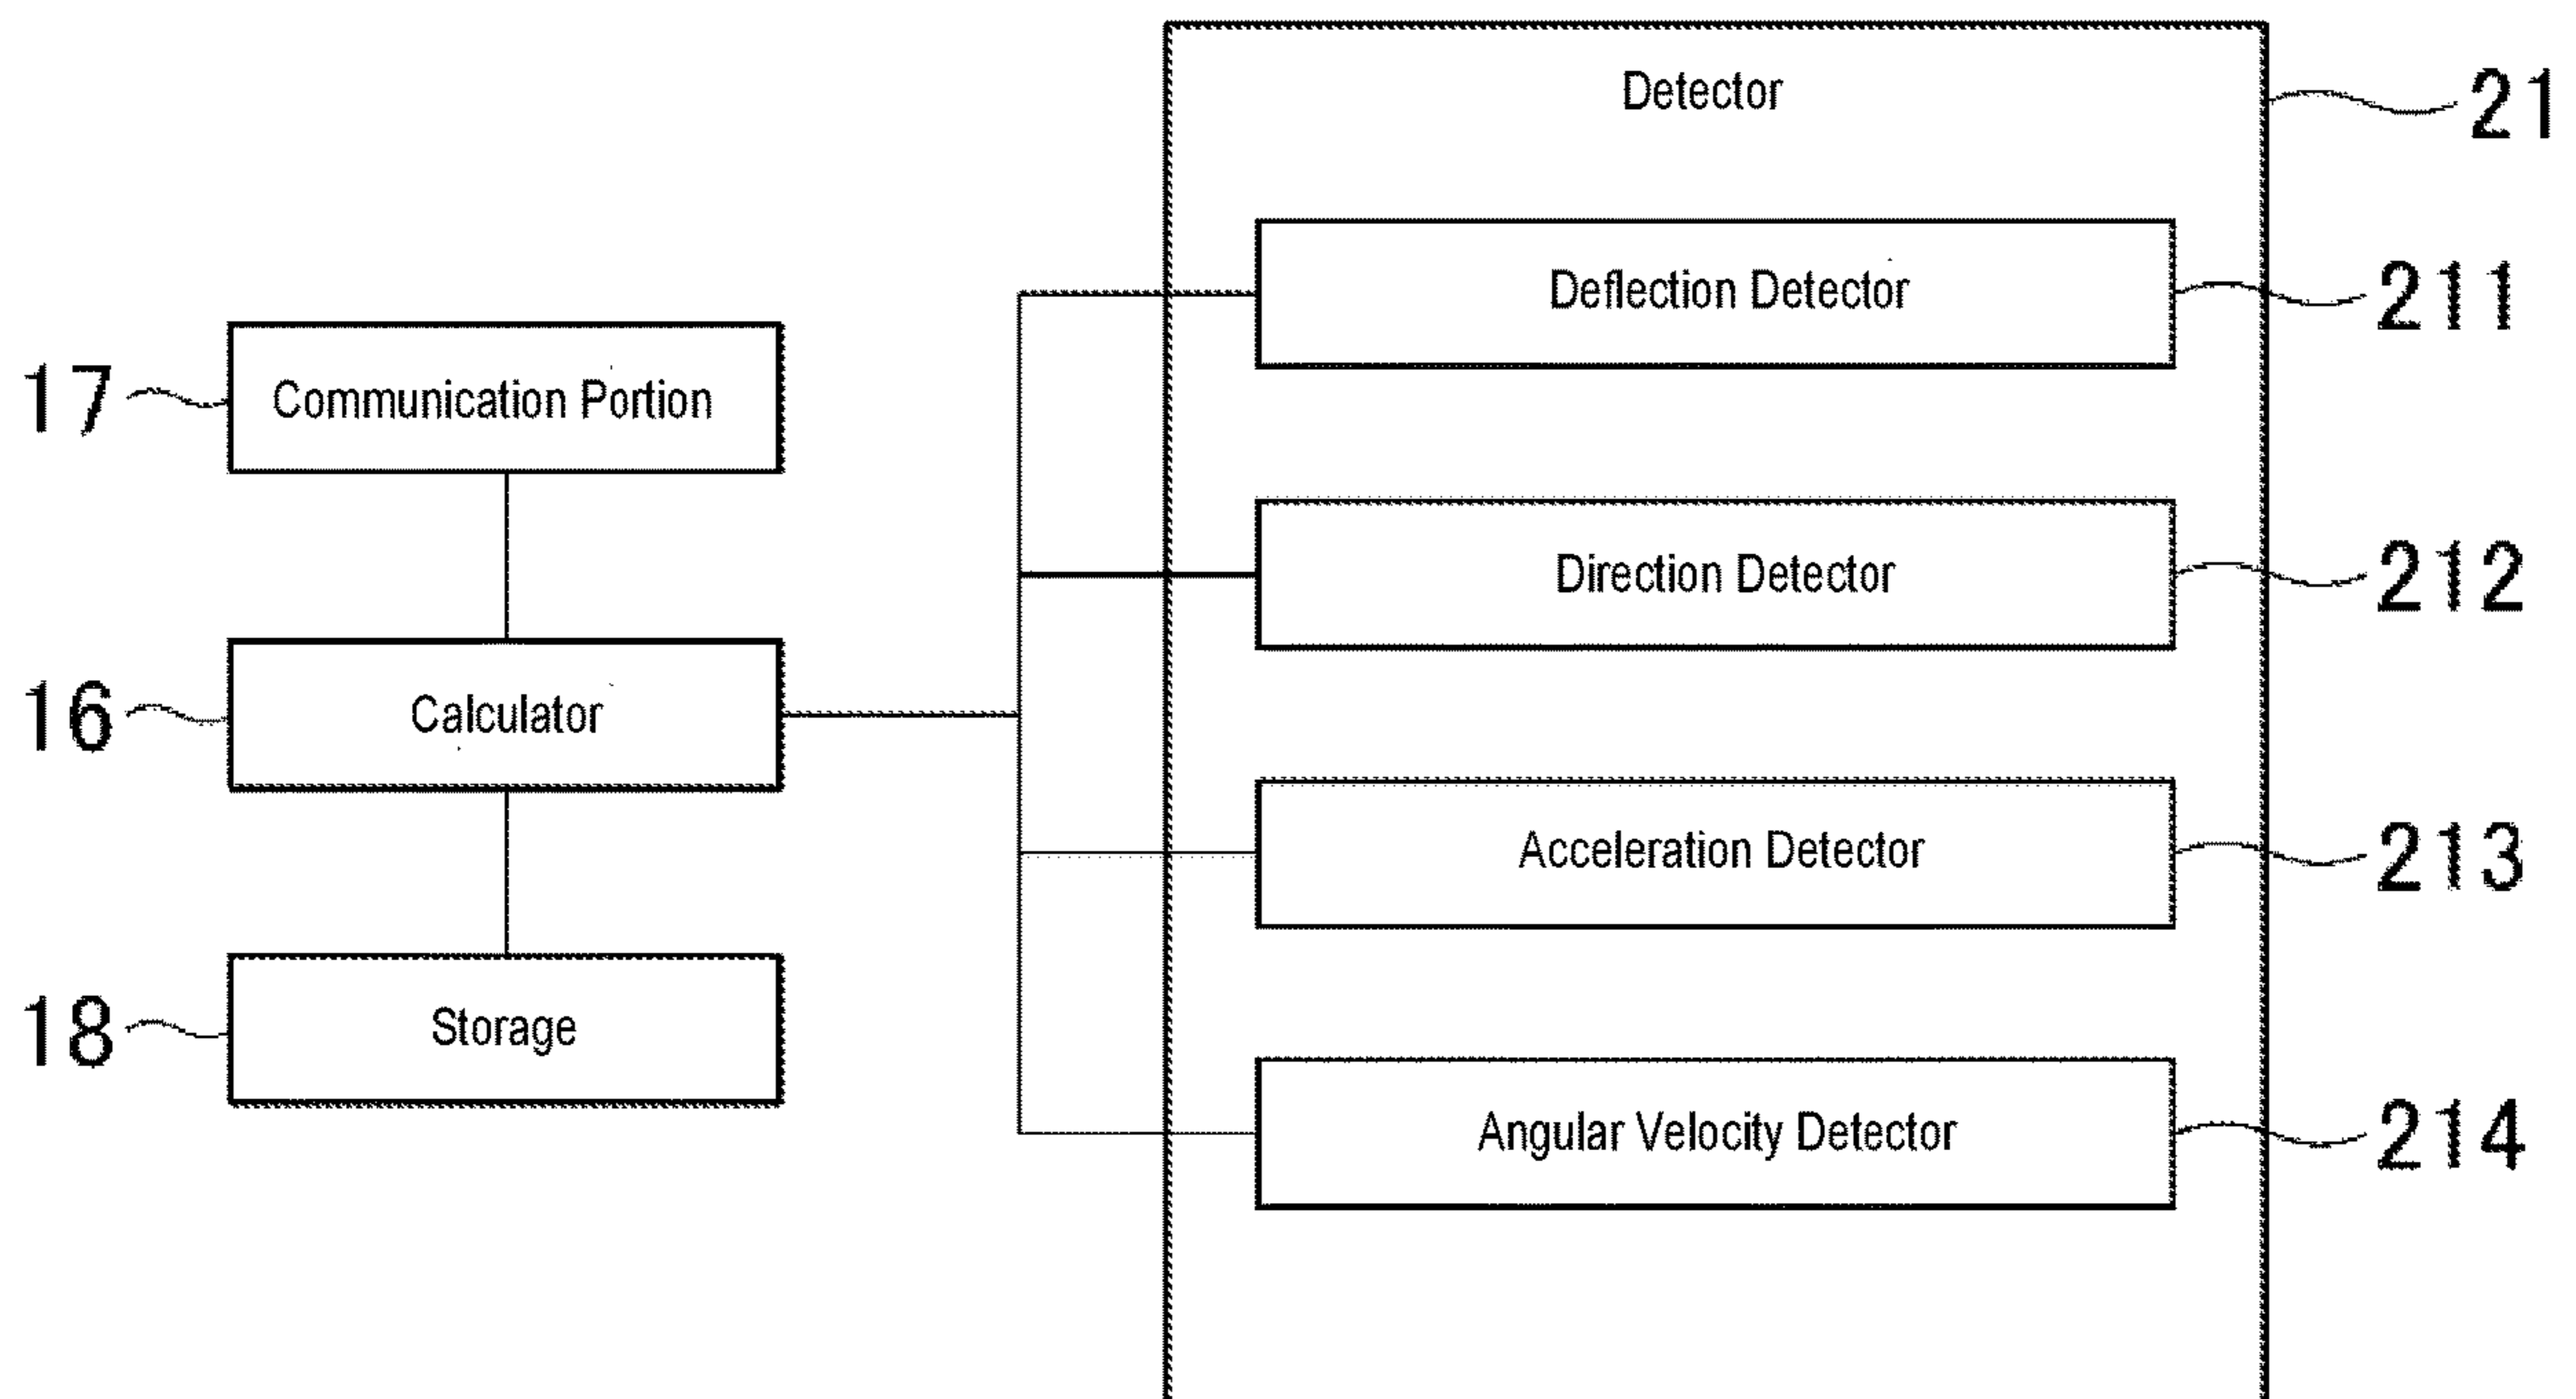 Detector
21
Deflection Detector
211
17
Communication Portion
Direction Detector
212
16
Calculator
Acceleration Detector
213
18
Storage
Angular Velocity Detector
214